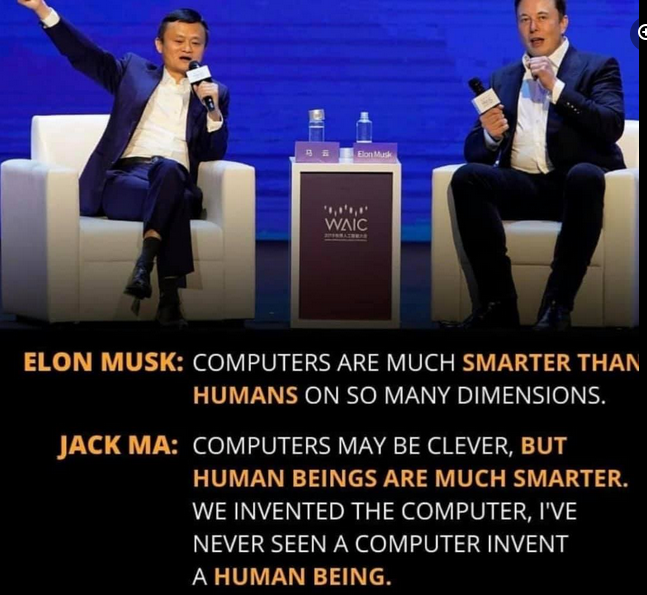 马云
Elon Musk
WAIC
ELON MUSK: COMPUTERS ARE MUCH SMARTER THAN
HUMANS ON SO MANY DIMENSIONS.
JACK MA: COMPUTERS MAY BE CLEVER, BUT
HUMAN BEINGS ARE MUCH SMARTER.
WE INVENTED THE COMPUTER, I'VE
NEVER SEEN A COMPUTER INVENT
A HUMAN BEING.